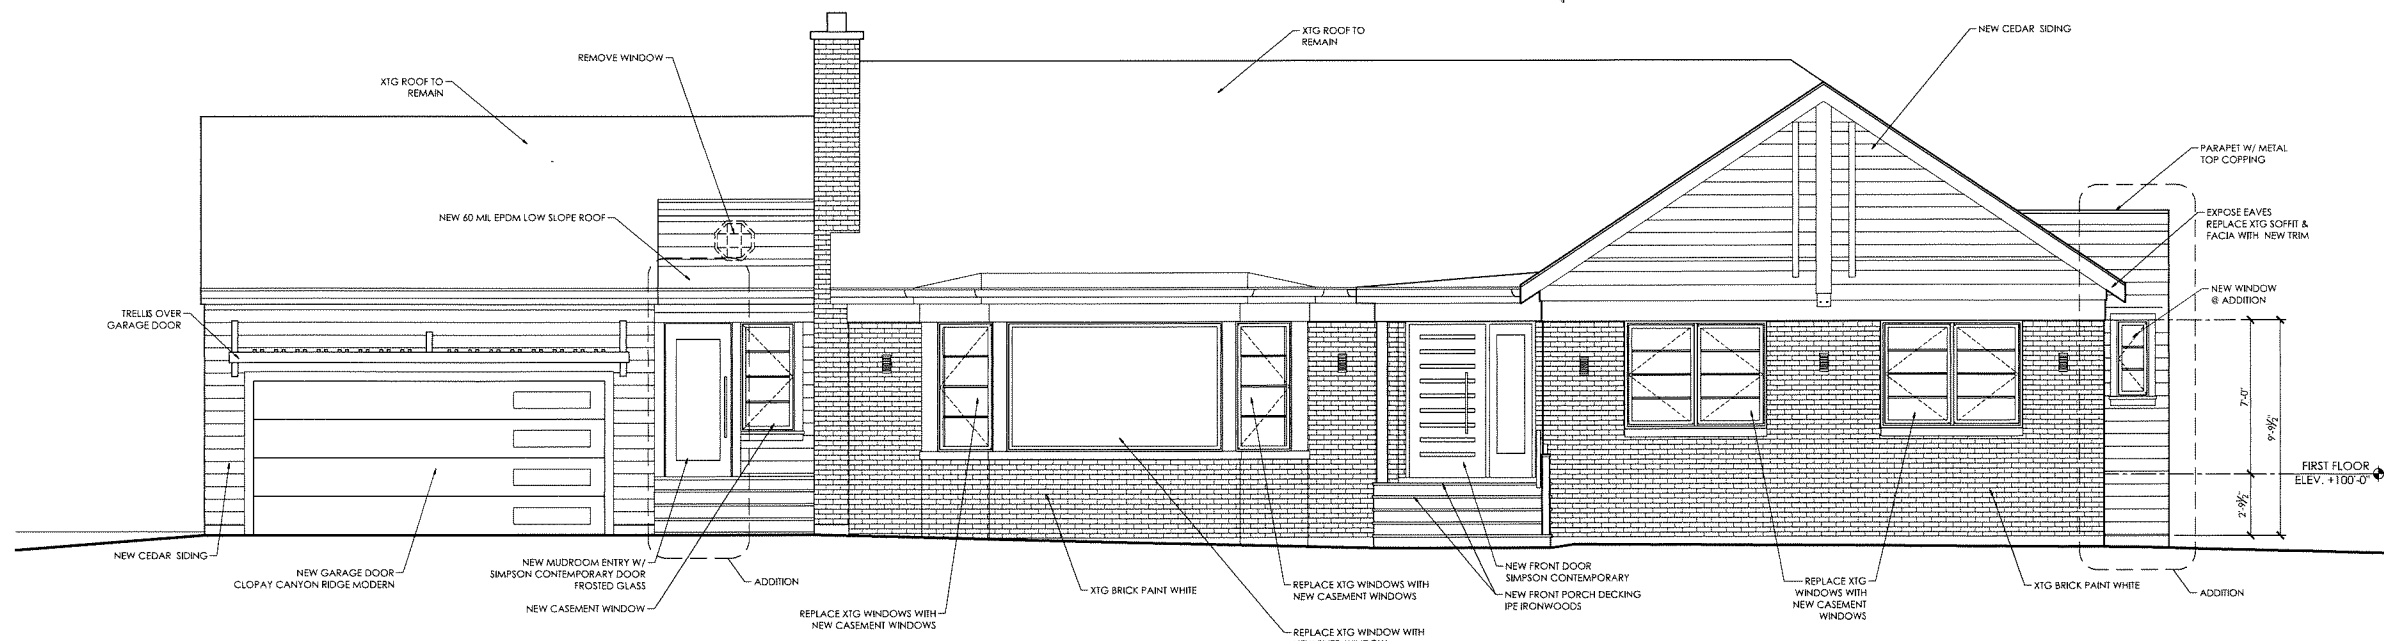 XTG ROOF TO
REMAIN
REMOVE WINDOW
XTG ROOF TO
REMAIN
NEW CEDAR SIDING
NEW 60 MIL EPDM LOW SLOPE ROOF
PARAPET W/ METAL
TOP COPPING
EXPOSE EAVES
REPLACE XTG SOFFIT &
FACIA WITH NEW TRIM
NEW WINDOW
@ ADDITION
TRELLIS OVER
GARAGE DOOR
7'-0"
9'-9½"
2'-9½"
FIRST FLOOR
ELEV. +100'-0"
NEW CEDAR SIDING
NEW GARAGE DOOR
CLOPAY CANYON RIDGE MODERN
NEW MUDROOM ENTRY W/
SIMPSON CONTEMPORARY DOOR
FROSTED GLASS
NEW CASEMENT WINDOW
ADDITION
REPLACE XTG WINDOWS WITH
NEW CASEMENT WINDOWS
XTG BRICK PAINT WHITE
REPLACE XTG WINDOWS WITH
NEW CASEMENT WINDOWS
REPLACE XTG WINDOW WITH
NEW FRONT DOOR
SIMPSON CONTEMPORARY
NEW FRONT PORCH DECKING
IPE IRONWOODS
REPLACE XTG
WINDOWS WITH
NEW CASEMENT
WINDOWS
XTG BRICK PAINT WHITE
ADDITION